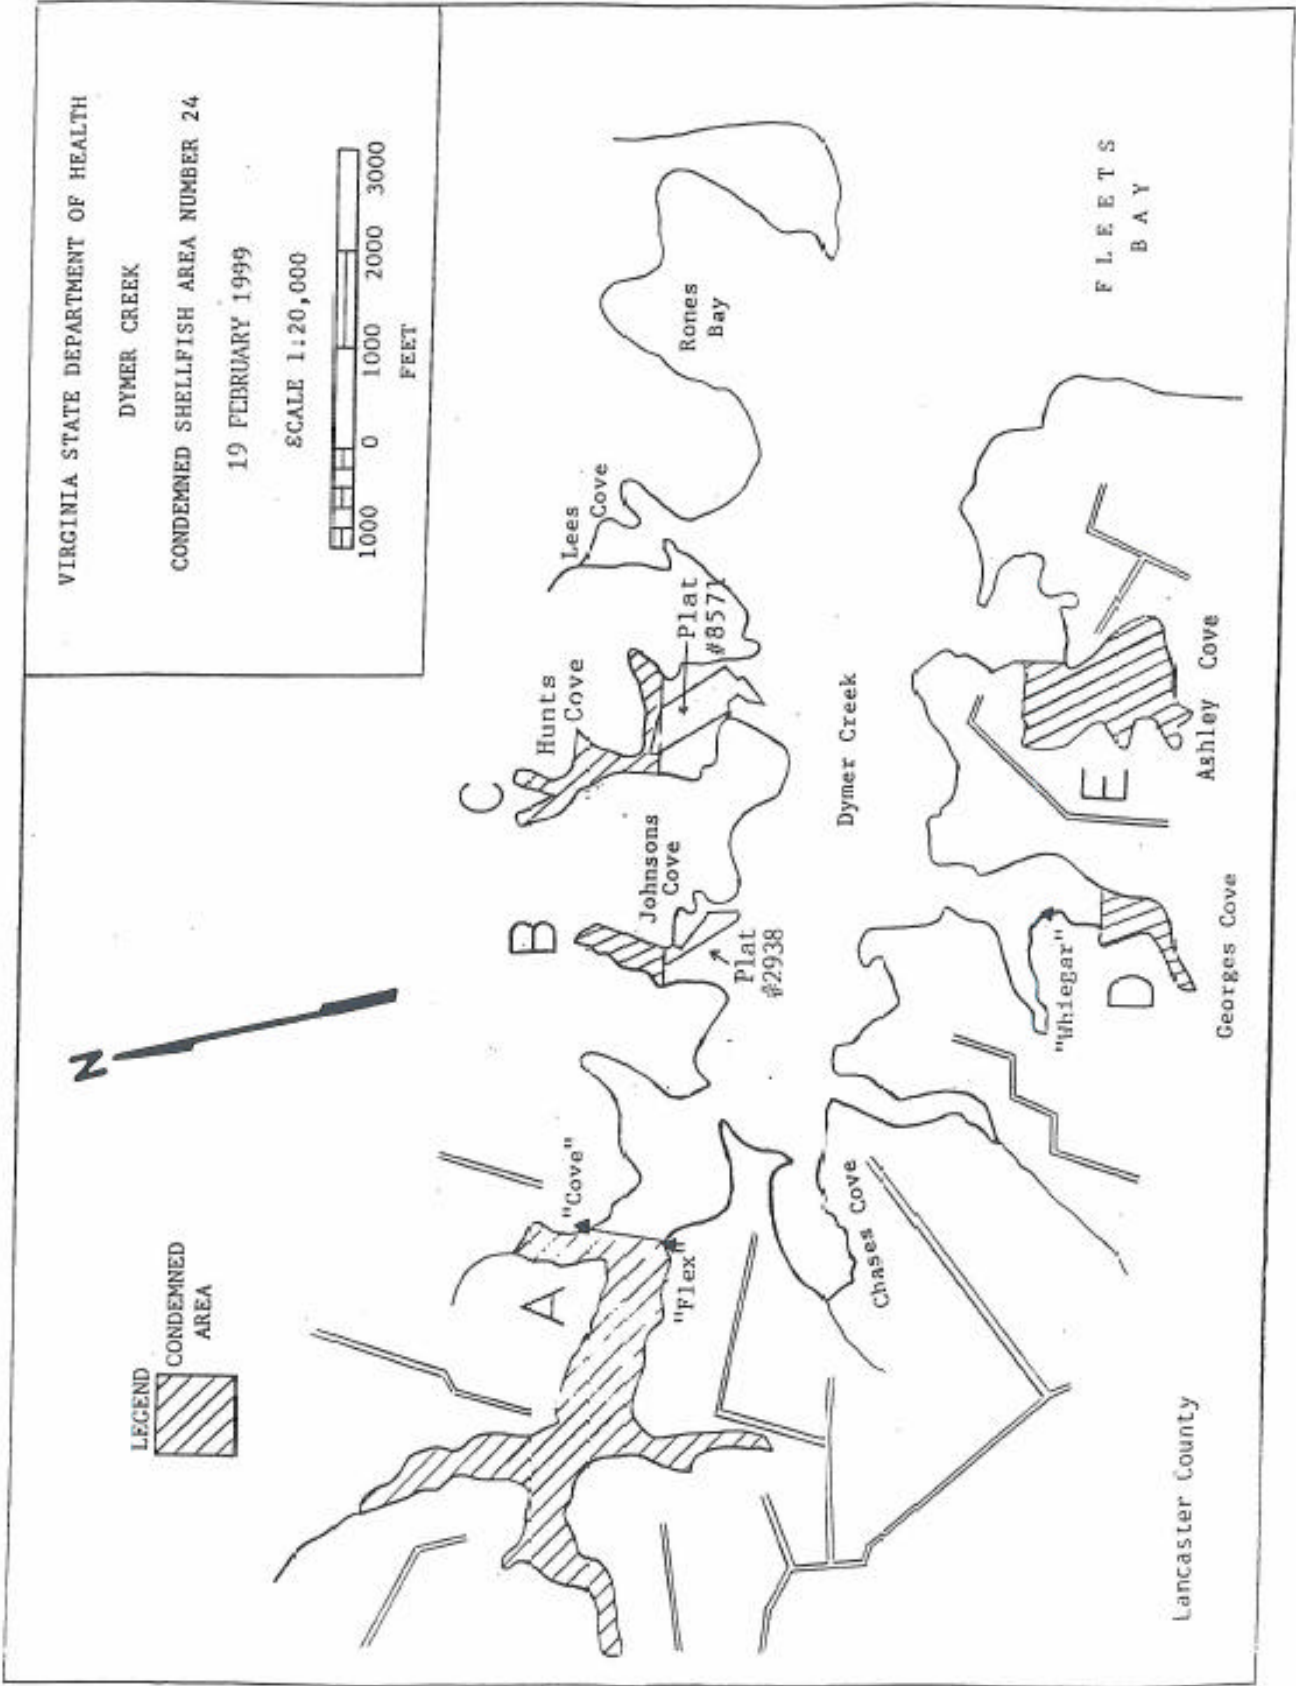 VIRGINIA STATE DEPARTMENT OF HEALTH
DYMER CREEK
CONDEMNED SHELLFISH AREA NUMBER 24
19 FEBRUARY 1999
SCALE 1:20,000
1000 0 1000 2000 3000
FEET
N
LEGEND
CONDEMNED
AREA
A
"Cove"
"Flex"
B
Johnsons
Cove
Plat
#2938
C
Hunts
Cove
Plat
#8571
Lees
Cove
Rones
Bay
Dymer Creek
Chases Cove
"Whiegar"
D
Georges Cove
E
Ashley Cove
FLEETS
BAY
Lancaster County